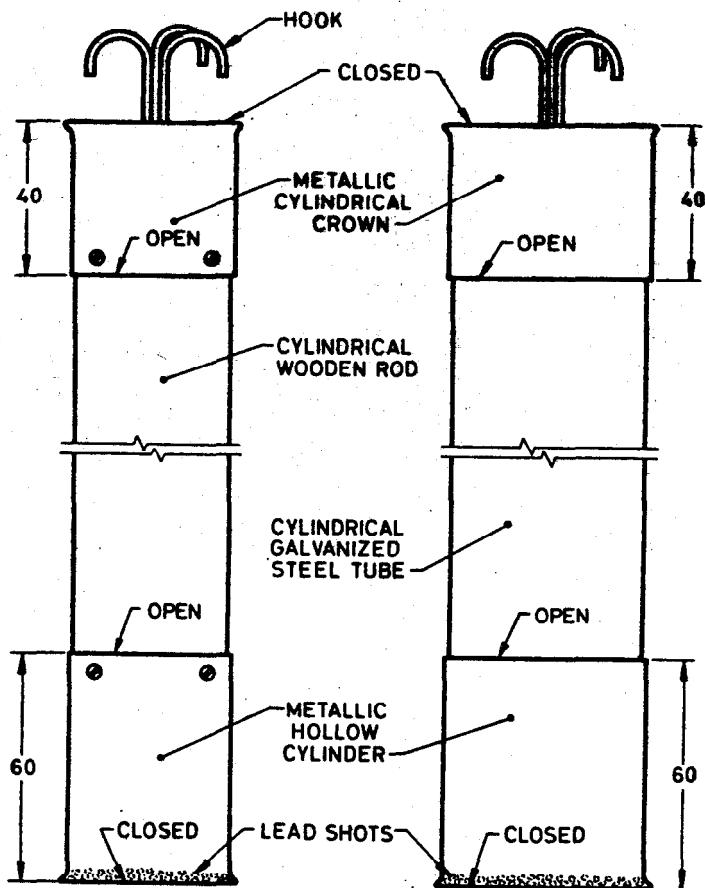 HOOK
CLOSED
40
METALLIC
CYLINDRICAL
CROWN
40
OPEN
OPEN
CYLINDRICAL
WOODEN ROD
CYLINDRICAL
GALVANIZED
STEEL TUBE
OPEN
OPEN
METALLIC
HOLLOW
CYLINDER
60
60
CLOSED
LEAD SHOTS
CLOSED